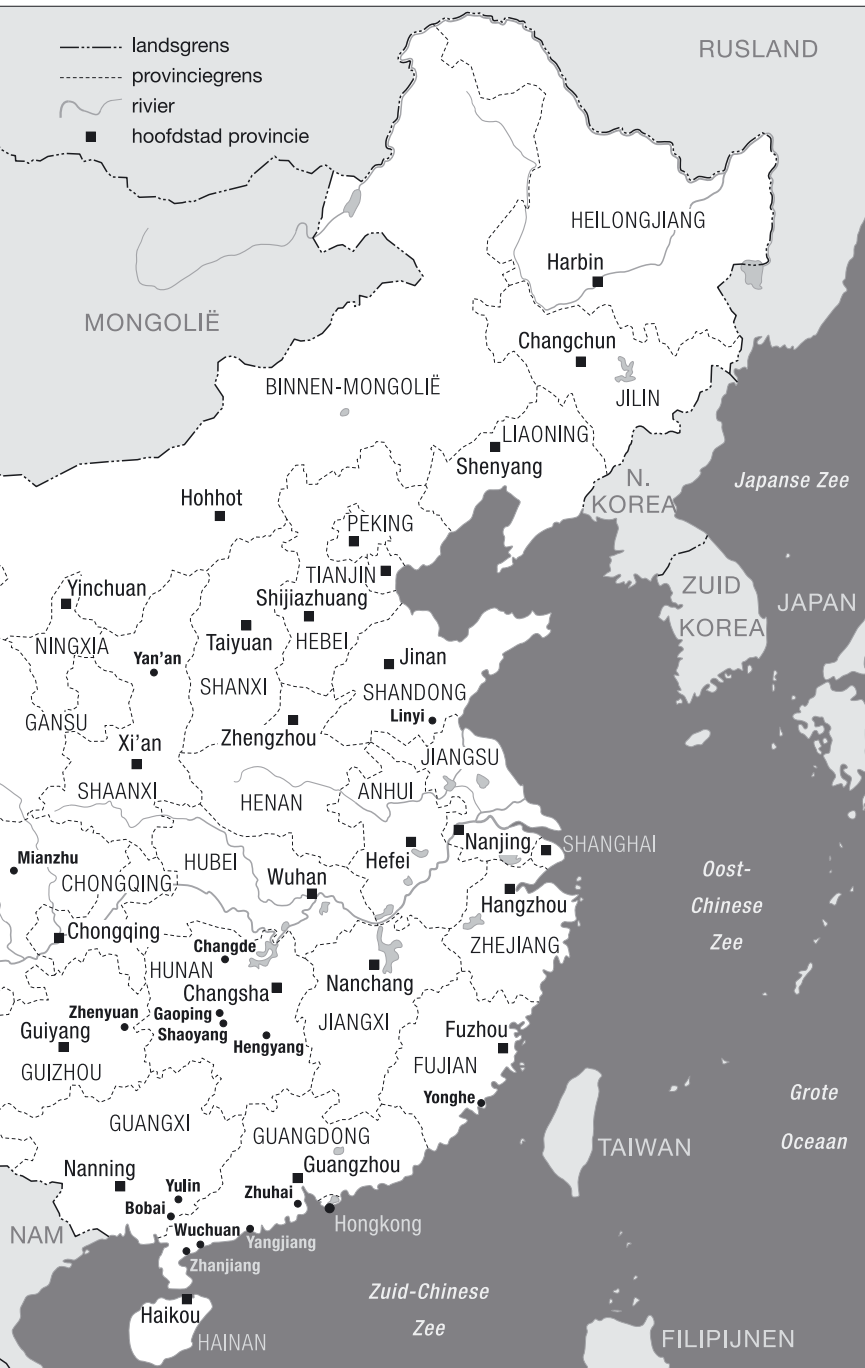 landsgrens
provinciegrens
rivier
hoofdstad provincie
RUSLAND
HEILONGJIANG
Harbin
MONGOLIË
Changchun
BINNEN-MONGOLIË
JILIN
LIAONING
Shenyang
N.
KOREA
Japanse Zee
Hohhot
PEKING
TIANJIN
Yinchuan
Shijiazhuang
ZUID
KOREA
JAPAN
NINGXIA
Taiyuan
HEBEI
Yan'an
Jinan
SHANXI
SHANDONG
GANSU
Linyi
Zhengzhou
Xi'an
JIANGSU
SHAANXI
ANHUI
HENAN
Nanjing
SHANGHAI
Mianzhu
HUBEI
Hefei
CHONGQING
Wuhan
Oost-
Chinese
Zee
Hangzhou
Chongqing
Changde
ZHEJIANG
HUNAN
Nanchang
Changsha
Zhenyuan
Gaoping
JIANGXI
Guiyang
Shaoyang
Fuzhou
Hengyang
GUIZHOU
FUJIAN
Yonghe
Grote
Oceaan
GUANGXI
GUANGDONG
TAIWAN
Nanning
Guangzhou
Yulin
Zhuhai
Bobai
Hongkong
NAM
Wuchuan
Yangjiang
Zhanjiang
Zuid-Chinese
Zee
Haikou
HAINAN
FILIPIJNEN